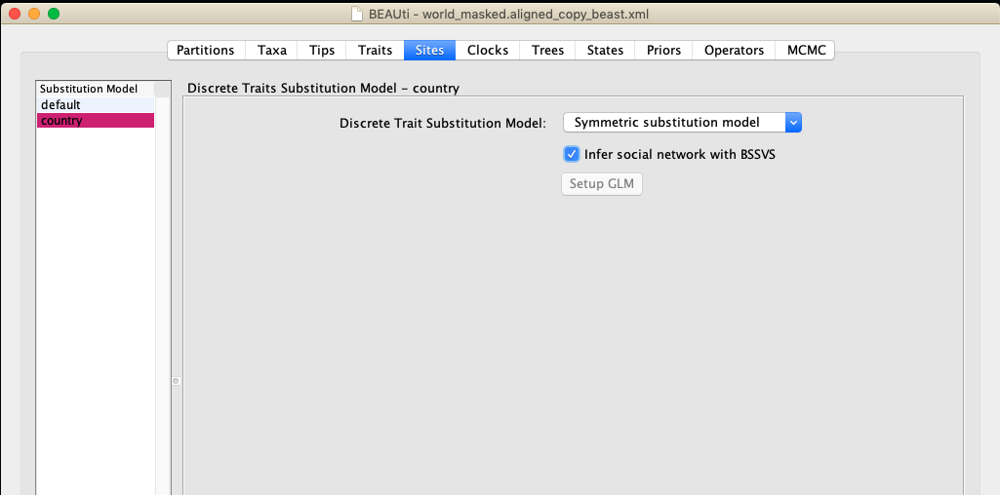 BEAUti - world_masked.aligned_copy_beast.xml
Partitions Taxa Tips Traits Sites Clocks Trees States Priors Operators MCMC
Substitution Model
default
country
Discrete Traits Substitution Model - country
Discrete Trait Substitution Model: Symmetric substitution model
Infer social network with BSSVS
Setup GLM